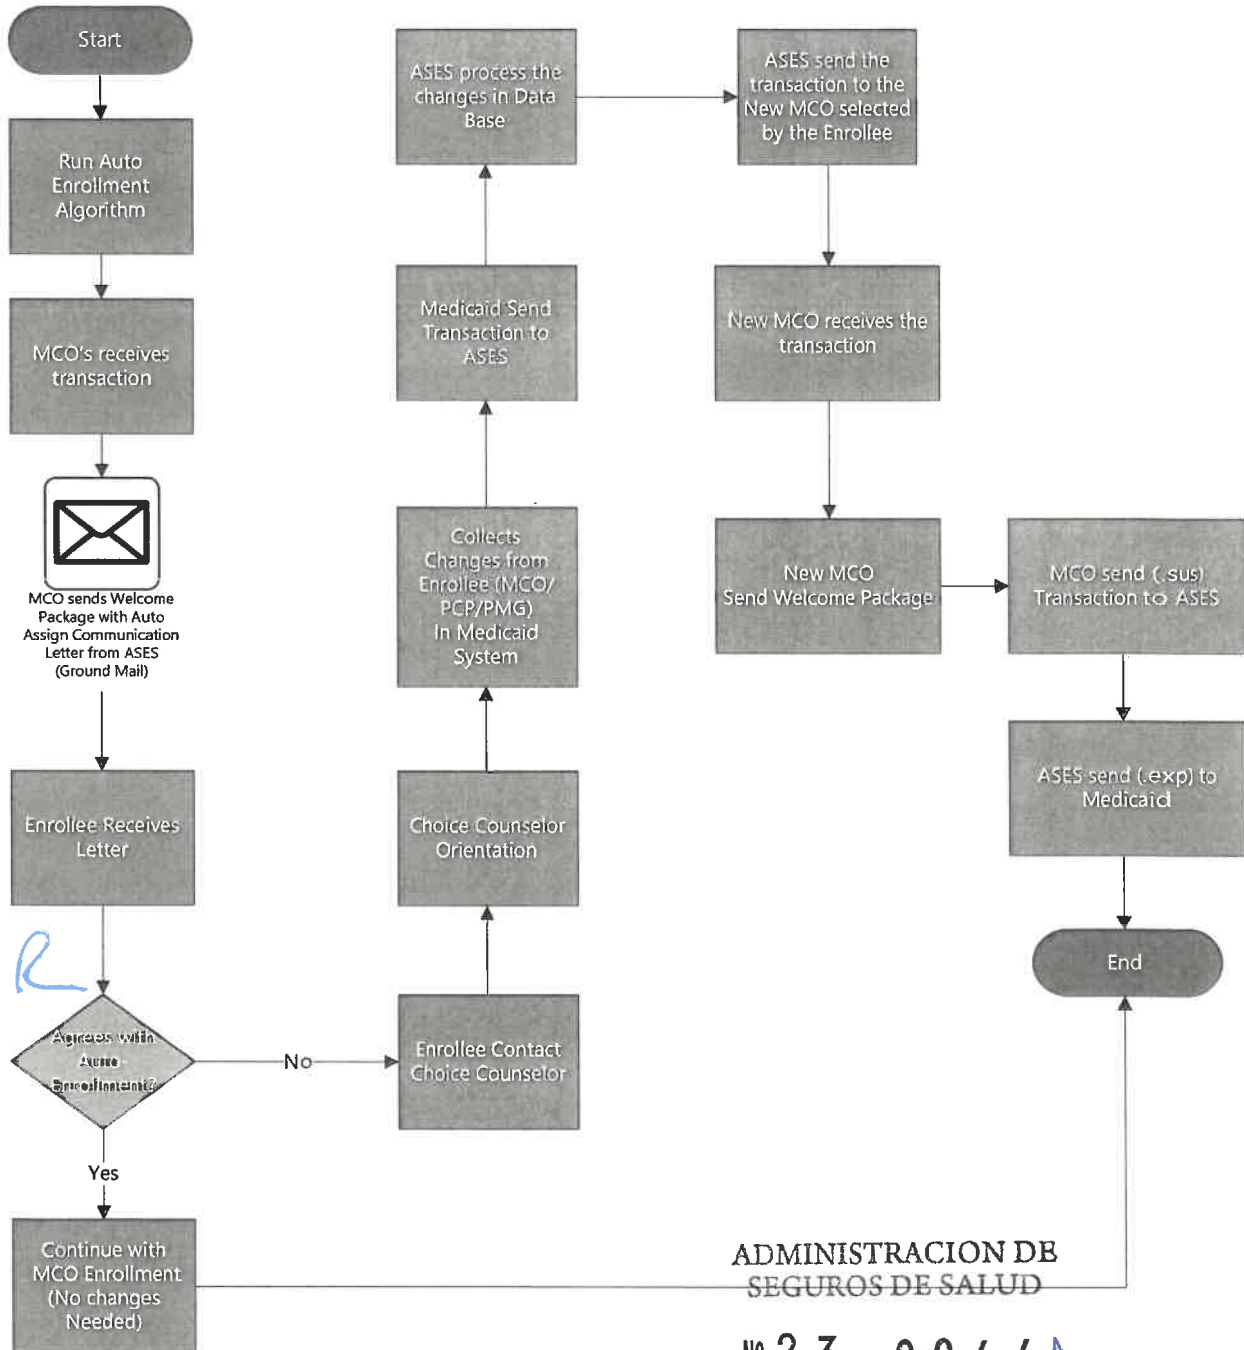 Start
Run Auto
Enrollment
Algorithm
MCO's receives
transaction
MCO sends Welcome
Package with Auto
Assign Communication
Letter from ASES
(Ground Mail)
Enrollee Receives
Letter
Agrees with
Auto
Enrollment?
No
Yes
Continue with
MCO Enrollment
(No changes
Needed)
Enrollee Contact
Choice Counselor
Choice Counselor
Orientation
Collects
Changes from
Enrollee (MCO/
PCP/PMG)
In Medicaid
System
Medicaid Send
Transaction to
ASES
ASES process the
changes in Data
Base
ASES send the
transaction to the
New MCO selected
by the Enrollee
New MCO receives the
transaction
New MCO
Send Welcome Package
MCO send (.sus)
Transaction to ASES
ASES send (.exp) to
Medicaid
End
ADMINISTRACION DE
SEGUROS DE SALUD